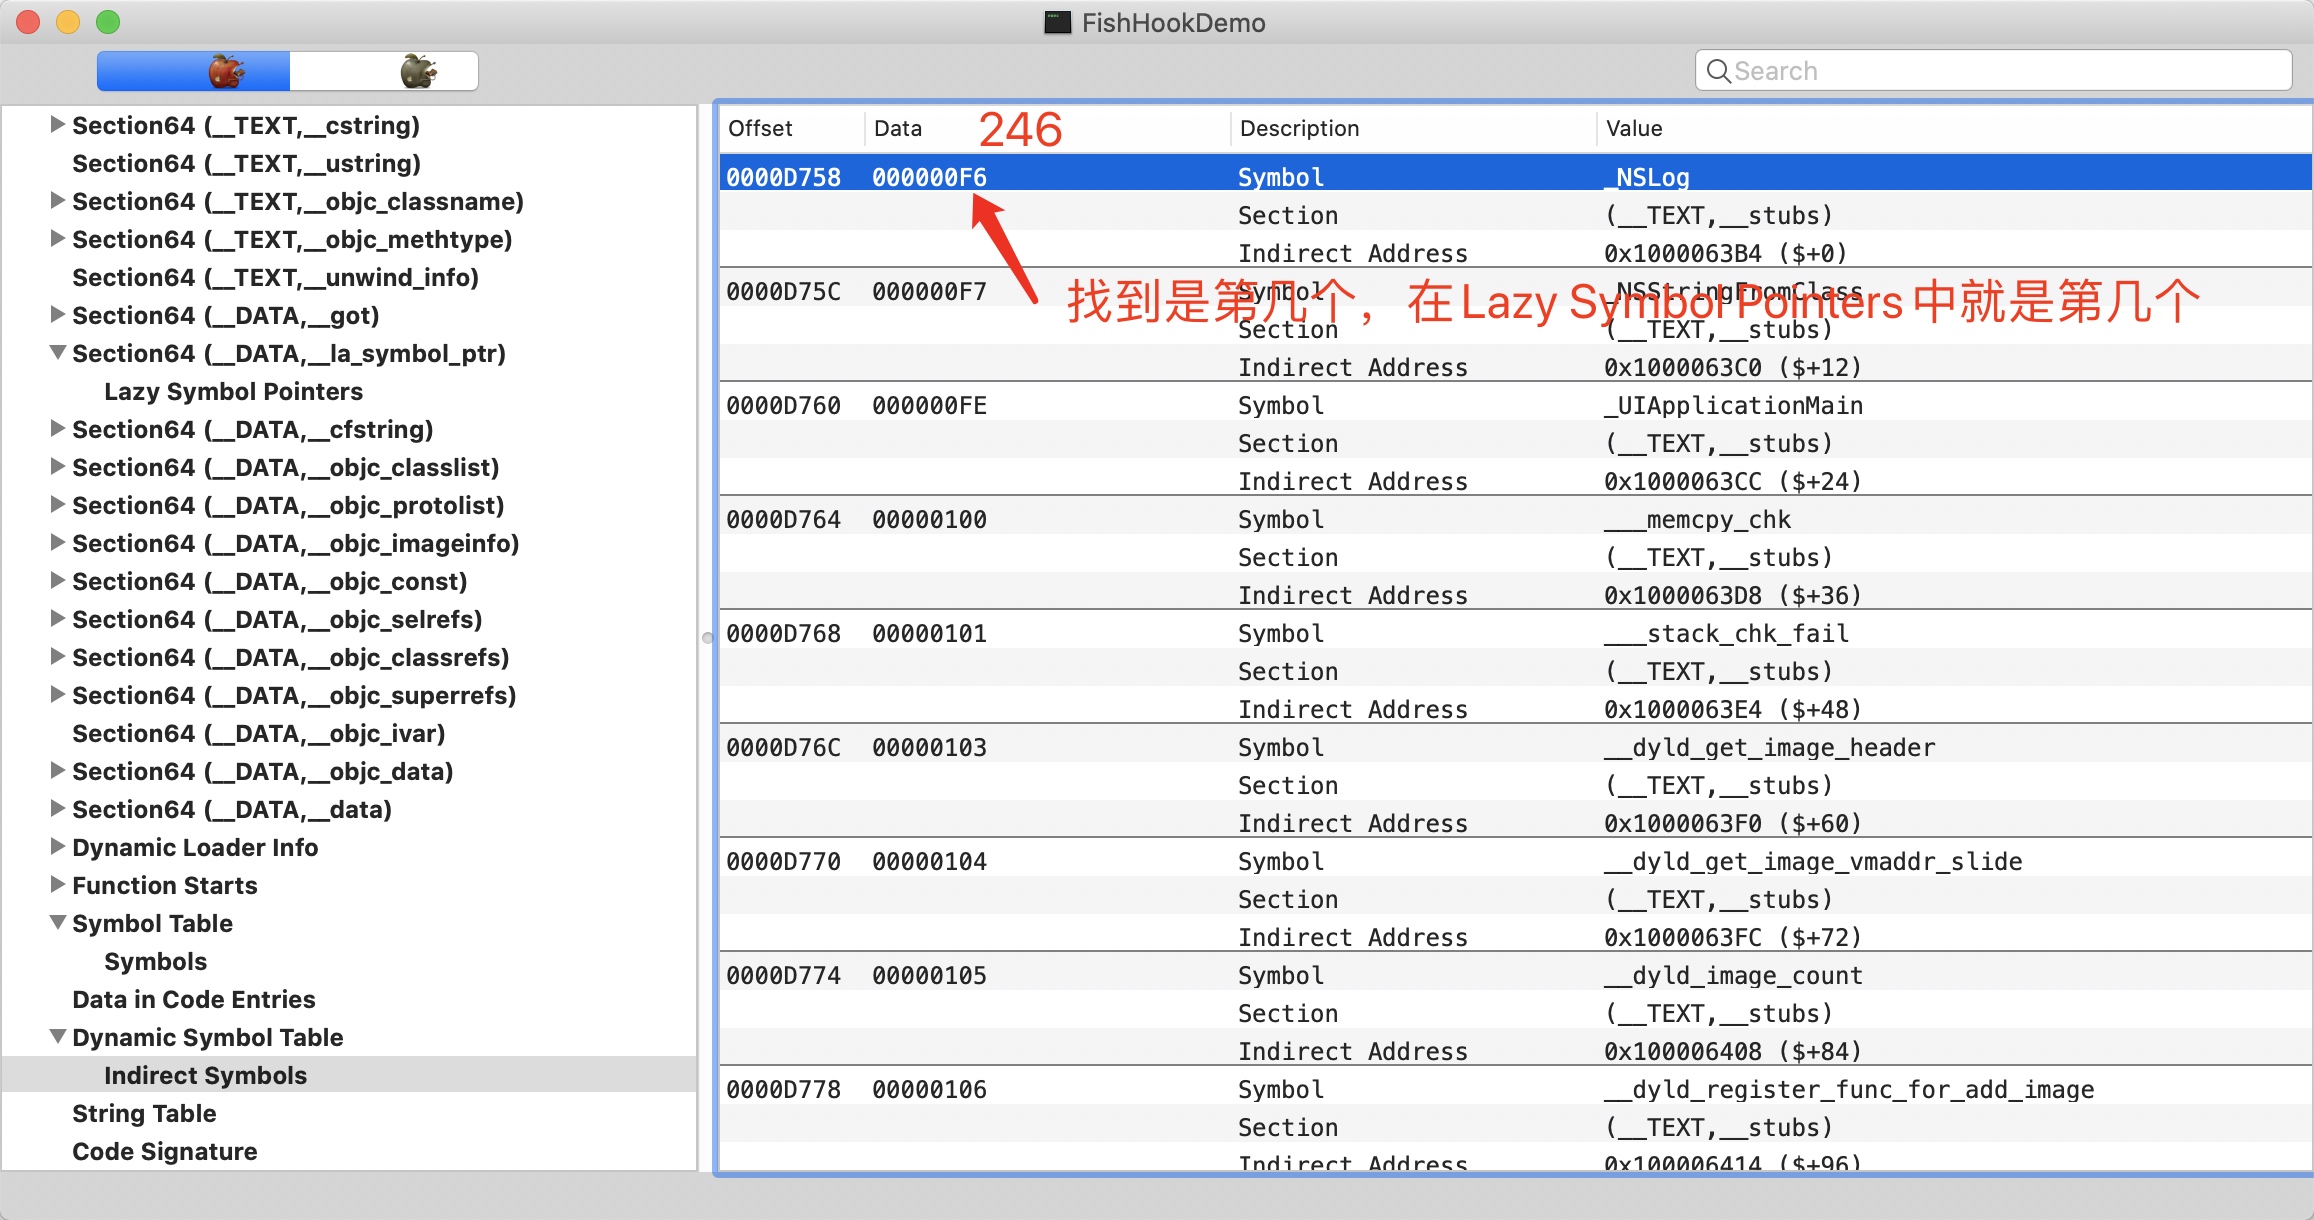 FishHookDemo
Search
Section64 (__TEXT,__cstring)
Section64 (__TEXT,__ustring)
Section64 (__TEXT,__objc_classname)
Section64 (__TEXT,__objc_methtype)
Section64 (__TEXT,__unwind_info)
Section64 (__DATA,__got)
Section64 (__DATA,__la_symbol_ptr)
Lazy Symbol Pointers
Section64 (__DATA,__cfstring)
Section64 (__DATA,__objc_classlist)
Section64 (__DATA,__objc_protolist)
Section64 (__DATA,__objc_imageinfo)
Section64 (__DATA,__objc_const)
Section64 (__DATA,__objc_selrefs)
Section64 (__DATA,__objc_classrefs)
Section64 (__DATA,__objc_superrefs)
Section64 (__DATA,__objc_ivar)
Section64 (__DATA,__objc_data)
Section64 (__DATA,__data)
Dynamic Loader Info
Function Starts
Symbol Table
Symbols
Data in Code Entries
Dynamic Symbol Table
Indirect Symbols
String Table
Code Signature
Offset Data 246 Description Value
0000D758 000000F6 Symbol _NSLog
Section (__TEXT,__stubs)
Indirect Address 0x1000063B4 ($+0)
0000D75C 000000F7 Symbol _NSStringFromClass
找到是第几个，在Lazy Symbol Pointers中就是第几个
Section (__TEXT,__stubs)
Indirect Address 0x1000063C0 ($+12)
0000D760 000000FE Symbol _UIApplicationMain
Section (__TEXT,__stubs)
Indirect Address 0x1000063CC ($+24)
0000D764 00000100 Symbol ___memcpy_chk
Section (__TEXT,__stubs)
Indirect Address 0x1000063D8 ($+36)
0000D768 00000101 Symbol ___stack_chk_fail
Section (__TEXT,__stubs)
Indirect Address 0x1000063E4 ($+48)
0000D76C 00000103 Symbol __dyld_get_image_header
Section (__TEXT,__stubs)
Indirect Address 0x1000063F0 ($+60)
0000D770 00000104 Symbol __dyld_get_image_vmaddr_slide
Section (__TEXT,__stubs)
Indirect Address 0x1000063FC ($+72)
0000D774 00000105 Symbol __dyld_image_count
Section (__TEXT,__stubs)
Indirect Address 0x100006408 ($+84)
0000D778 00000106 Symbol __dyld_register_func_for_add_image
Section (__TEXT,__stubs)
Indirect Address 0x100006414 ($+96)